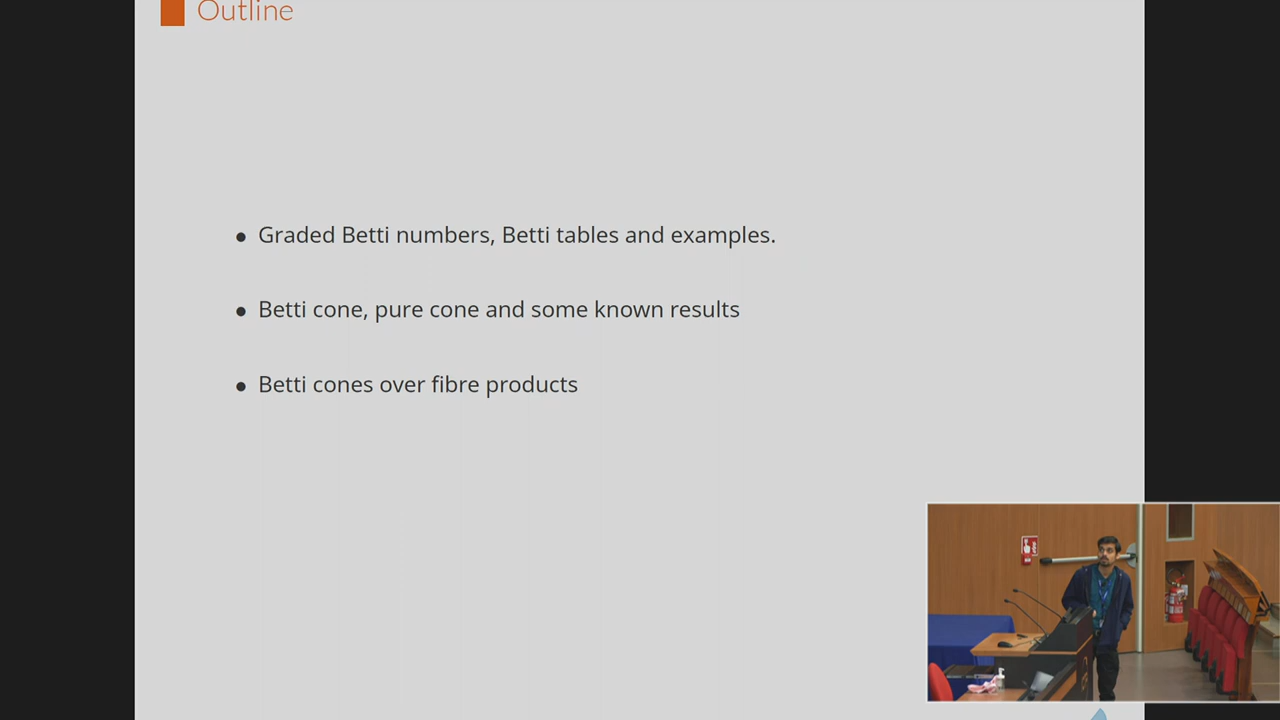 Outline
Graded Betti numbers, Betti tables and examples.
Betti cone, pure cone and some known results
Betti cones over fibre products